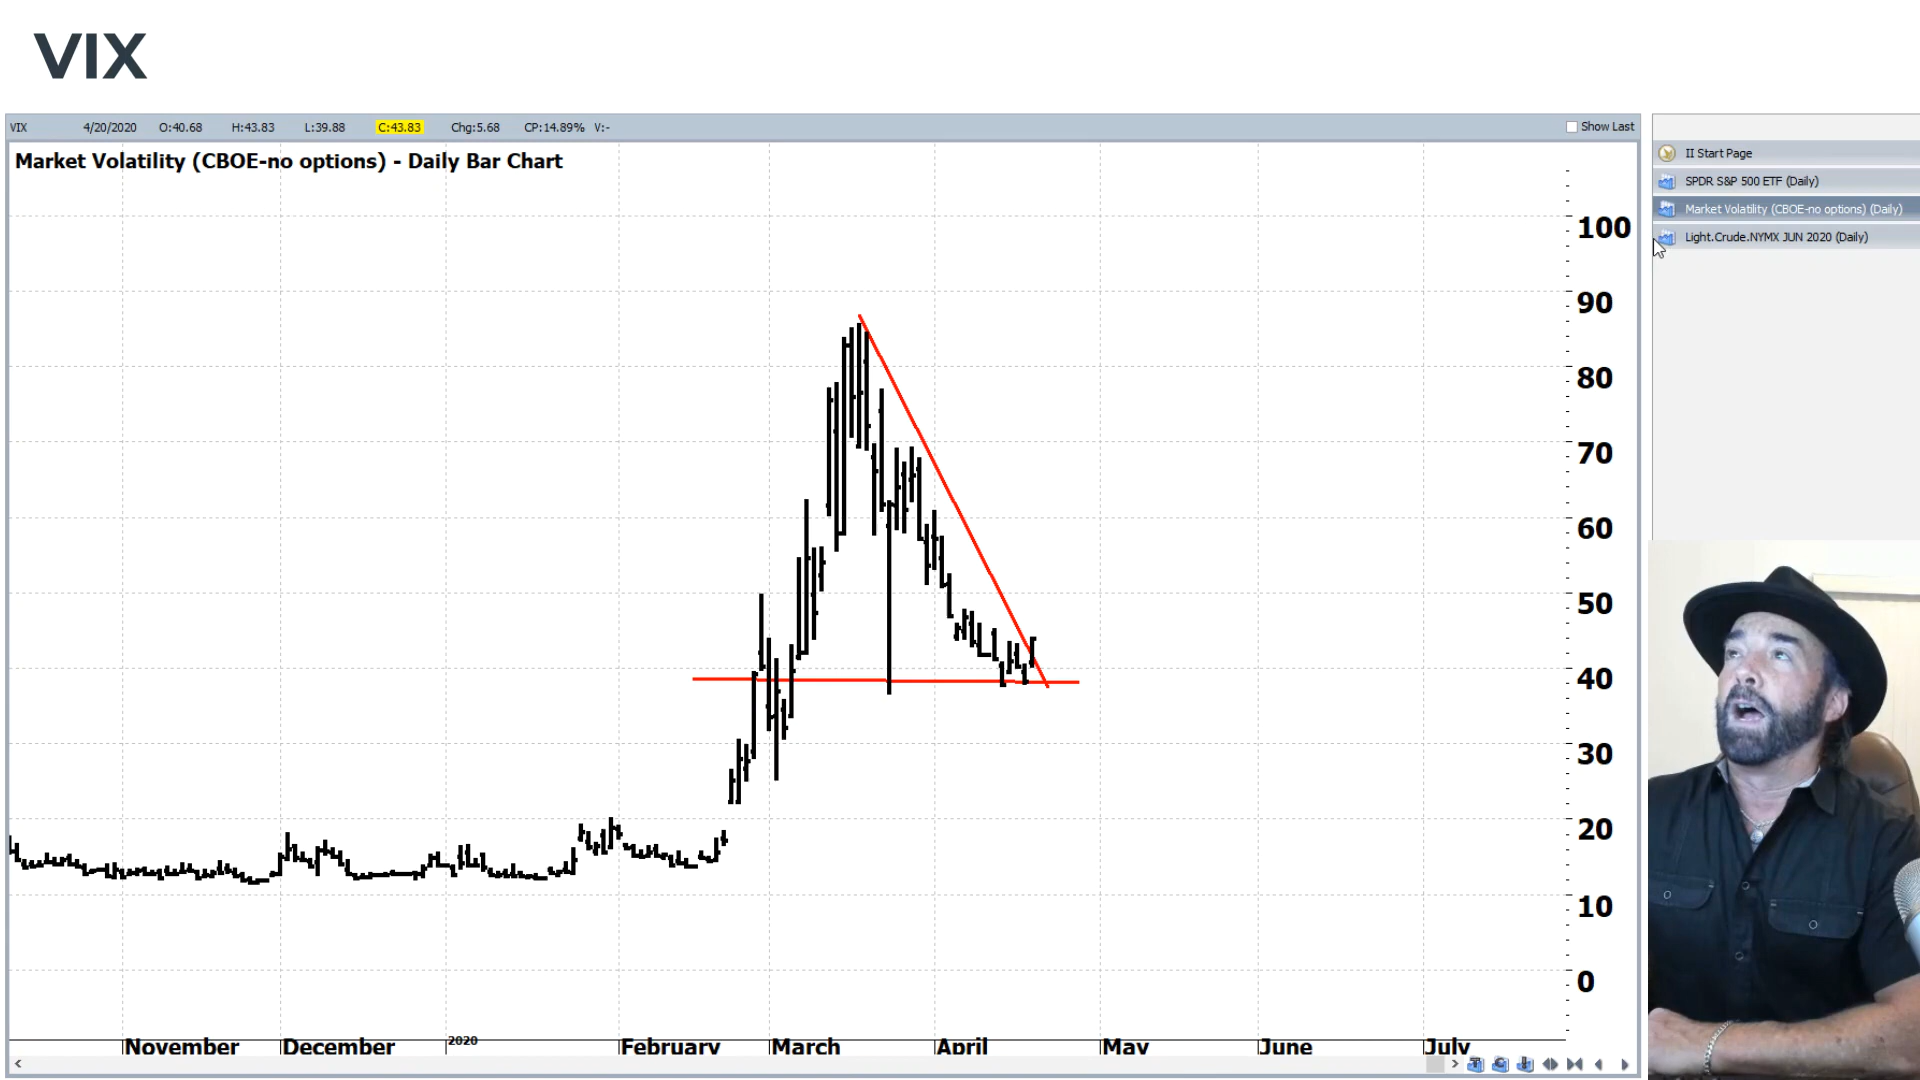 VIX
VIX 4/20/2020 O:40.68 H:43.83 L:39.88 C:43.83 Chg:5.68 CP:14.89% V:-
Show Last
Market Volatility (CBOE-no options) - Daily Bar Chart
II Start Page
SPDR S&P 500 ETF (Daily)
Market Volatility (CBOE-no options) (Daily)
Light.Crude.NYMX JUN 2020 (Daily)
100
90
80
70
60
50
40
30
20
10
0
November December 2020 February March April May June July